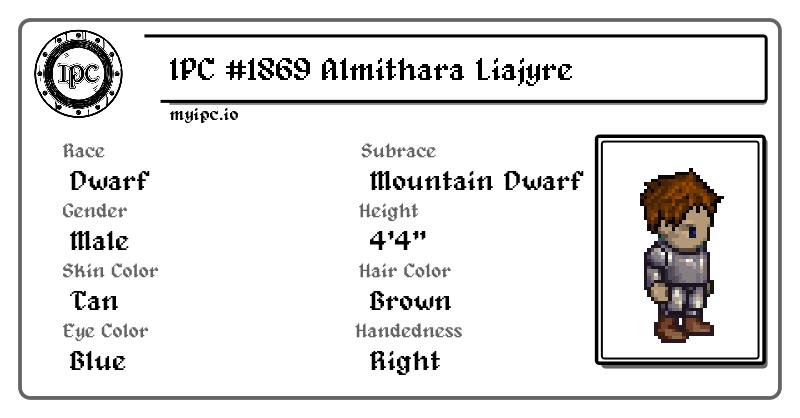 IPC
IPC #1869 Almithara Liajyre
myipc.io
Race
Dwarf
Subrace
Mountain Dwarf
Gender
Male
Height
4'4"
Skin Color
Tan
Hair Color
Brown
Eye Color
Blue
Handedness
Right